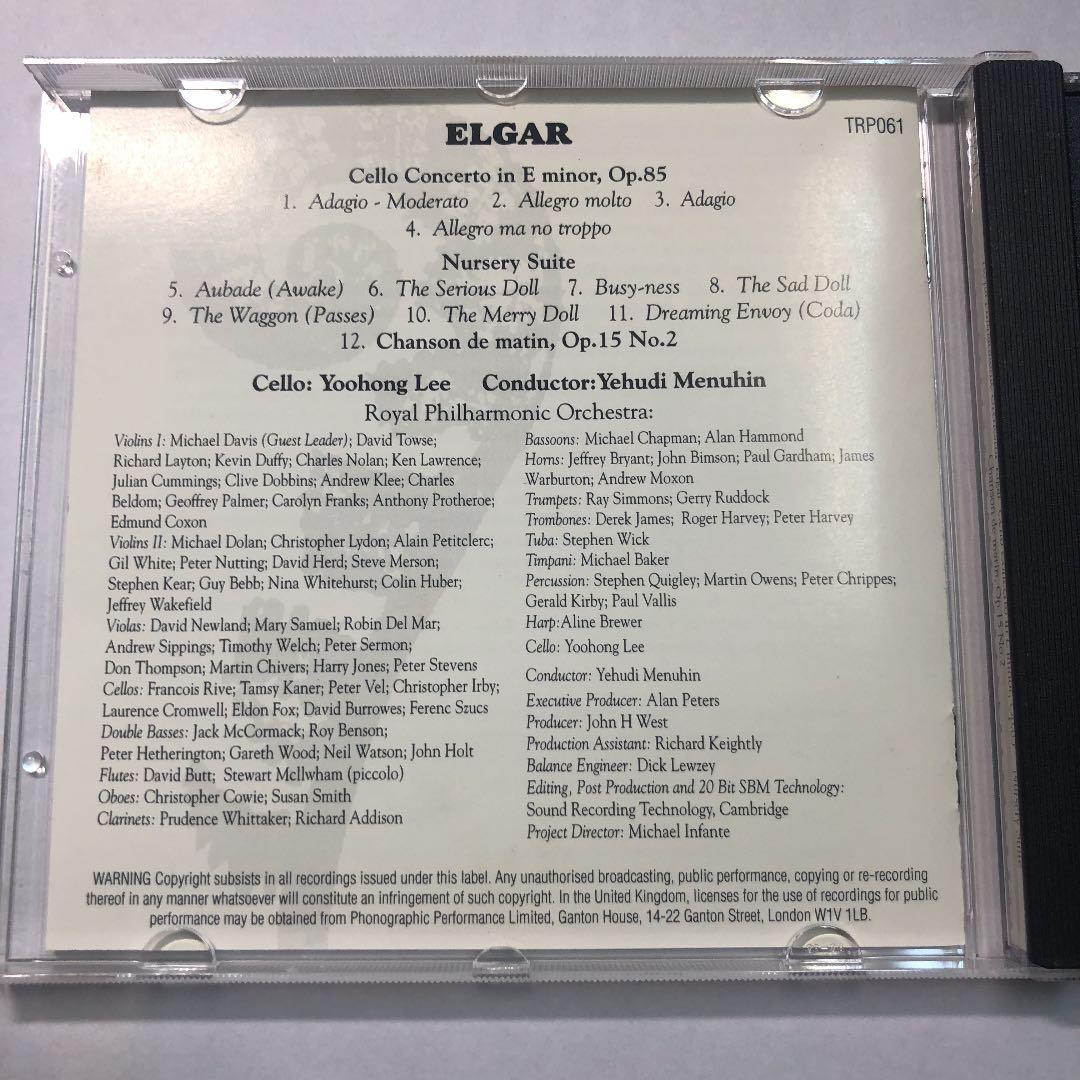 ELGAR
TRP061
Cello Concerto in E minor, Op.85
1. Adagio - Moderato 2. Allegro molto 3. Adagio
4. Allegro ma no troppo
Nursery Suite
5. Aubade (Awake) 6. The Serious Doll 7. Busy-ness 8. The Sad Doll
9. The Waggon (Passes) 10. The Merry Doll 11. Dreaming Envoy (Coda)
12. Chanson de matin, Op.15 No.2
Cello: Yoohong Lee Conductor:Yehudi Menuhin
Royal Philharmonic Orchestra:
Violins I: Michael Davis (Guest Leader); David Towse;
Richard Layton; Kevin Duffy; Charles Nolan; Ken Lawrence;
Julian Cummings; Clive Dobbins; Andrew Klee; Charles
Beldom; Geoffrey Palmer; Carolyn Franks; Anthony Protheroe;
Edmund Coxon
Violins II: Michael Dolan; Christopher Lydon; Alain Petitclerc;
Gil White; Peter Nutting; David Herd; Steve Merson;
Stephen Kear; Guy Bebb; Nina Whitehurst; Colin Huber;
Jeffrey Wakefield
Violas: David Newland; Mary Samuel; Robin Del Mar;
Andrew Sippings; Timothy Welch; Peter Sermon;
Don Thompson; Martin Chivers; Harry Jones; Peter Stevens
Cellos: Francois Rive; Tamsy Kaner; Peter Vel; Christopher Irby;
Laurence Cromwell; Eldon Fox; David Burrowes; Ferenc Szucs
Double Basses: Jack McCormack; Roy Benson;
Peter Hetherington; Gareth Wood; Neil Watson; John Holt
Flutes: David Butt; Stewart McIlwham (piccolo)
Oboes: Christopher Cowie; Susan Smith
Clarinets: Prudence Whittaker; Richard Addison
Bassoons: Michael Chapman; Alan Hammond
Horns: Jeffrey Bryant; John Bimson; Paul Gardham; James
Warburton; Andrew Moxon
Trumpets: Ray Simmons; Gerry Ruddock
Trombones: Derek James; Roger Harvey; Peter Harvey
Tuba: Stephen Wick
Timpani: Michael Baker
Percussion: Stephen Quigley; Martin Owens; Peter Chrippes;
Gerald Kirby; Paul Vallis
Harp:Aline Brewer
Cello: Yoohong Lee
Conductor: Yehudi Menuhin
Executive Producer: Alan Peters
Producer: John H West
Production Assistant: Richard Keightly
Balance Engineer: Dick Lewzey
Editing, Post Production and 20 Bit SBM Technology:
Sound Recording Technology, Cambridge
Project Director: Michael Infante
WARNING Copyright subsists in all recordings issued under this label. Any unauthorised broadcasting, public performance, copying or re-recording
thereof in any manner whatsoever will constitute an infringement of such copyright. In the United Kingdom, licenses for the use of recordings for public
performance may be obtained from Phonographic Performance Limited, Ganton House, 14-22 Ganton Street, London W1V 1LB.
Chanson de matin, Op.15 No.2